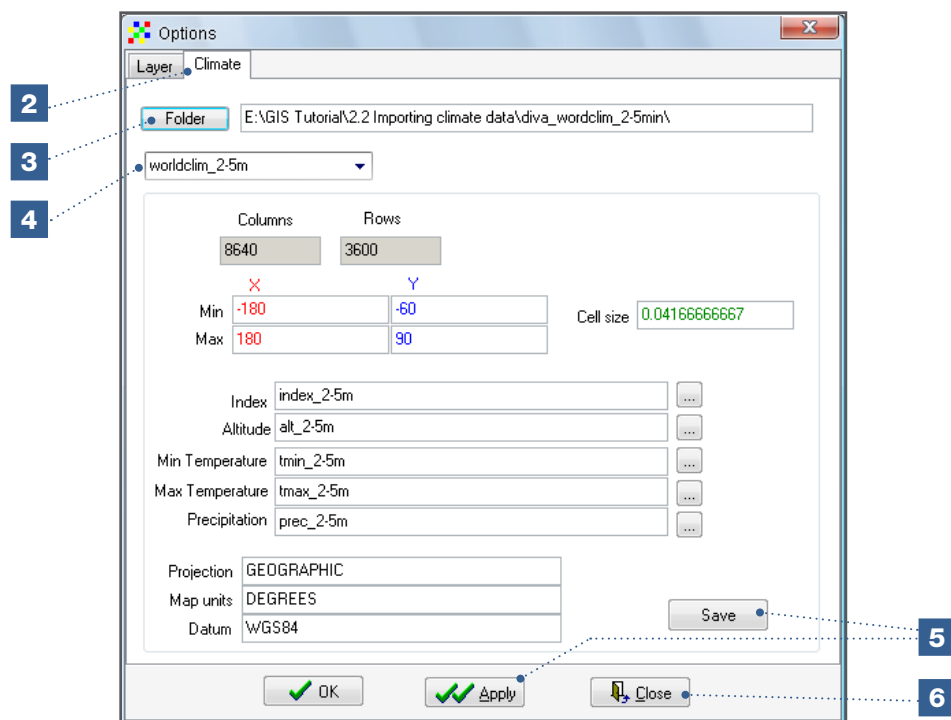 Options
Layer Climate
2
Folder E:\GIS Tutorial\2.2 Importing climate data\diva_wordclim_2-5min\
3
worldclim_2-5m
4
Columns Rows
8640 3600
X Y
Min -180 -60
Cell size 0.04166666667
Max 180 90
Index index_2-5m ...
Altitude alt_2-5m ...
Min Temperature tmin_2-5m ...
Max Temperature tmax_2-5m ...
Precipitation prec_2-5m ...
Projection GEOGRAPHIC
Map units DEGREES
Save
Datum WGS84
5
OK Apply Close
6